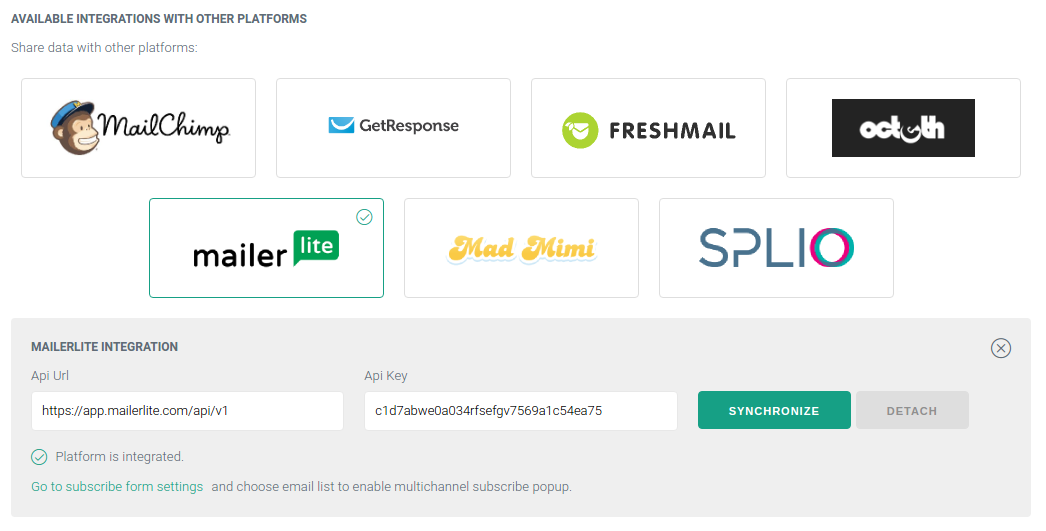 AVAILABLE INTEGRATIONS WITH OTHER PLATFORMS
Share data with other platforms:
MailChimp
GetResponse
FRESHMAIL
mailer lite
Mad Mimi
SPLIO
MAILERLITE INTEGRATION
Api Url
Api Key
https://app.mailerlite.com/api/v1
c1d7abwe0a034rfsefgv7569a1c54ea75
SYNCHRONIZE
DETACH
Platform is integrated.
Go to subscribe form settings and choose email list to enable multichannel subscribe popup.